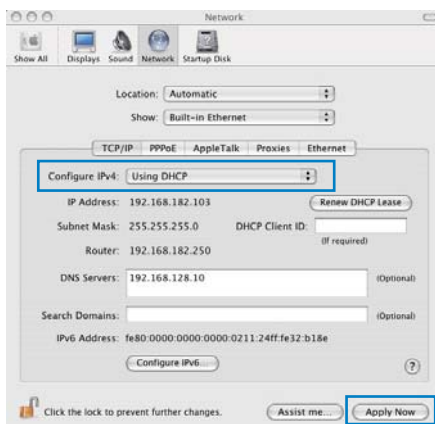 Network
Show All Displays Sound Network Startup Disk
Location: Automatic
Show: Built-in Ethernet
TCP/IP PPPoE AppleTalk Proxies Ethernet
Configure IPv4: Using DHCP
IP Address: 192.168.182.103 Renew DHCP Lease
Subnet Mask: 255.255.255.0 DHCP Client ID:
(If required)
Router: 192.168.182.250
DNS Servers: 192.168.128.10 (Optional)
Search Domains: (Optional)
IPv6 Address: fe80:0000:0000:0000:0211:24ff:fe32:b18e
Configure IPv6... ?
Click the lock to prevent further changes. Assist me... Apply Now